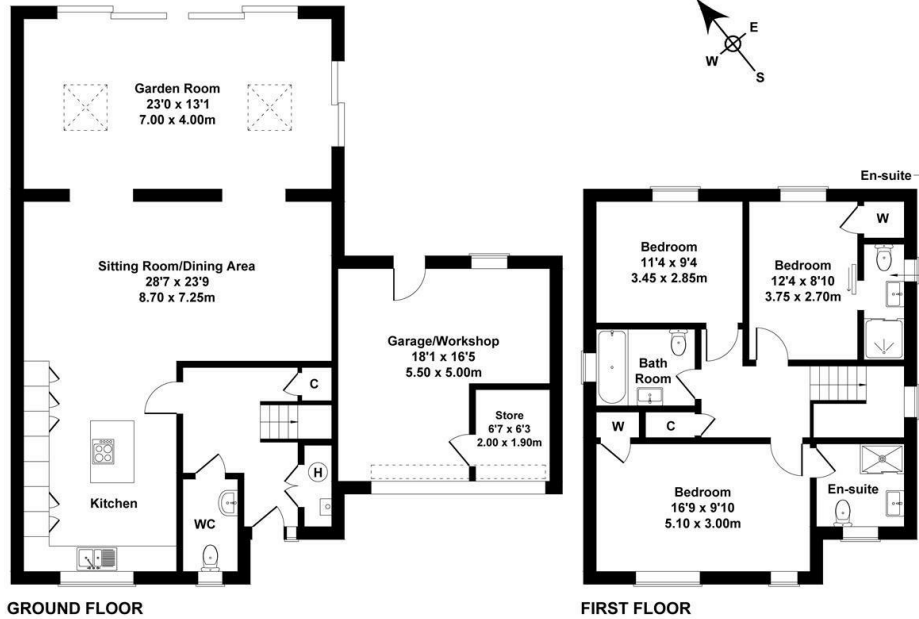 Garden Room
23'0 x 13'1
7.00 x 4.00m
Sitting Room/Dining Area
28'7 x 23'9
8.70 x 7.25m
Garage/Workshop
18'1 x 16'5
5.50 x 5.00m
C
Store
6'7 x 6'3
2.00 x 1.90m
H
Kitchen
WC
GROUND FLOOR
E
W
S
En-suite
W
Bedroom
11'4 x 9'4
3.45 x 2.85m
Bedroom
12'4 x 8'10
3.75 x 2.70m
Bath
Room
W
C
Bedroom
16'9 x 9'10
5.10 x 3.00m
En-suite
FIRST FLOOR